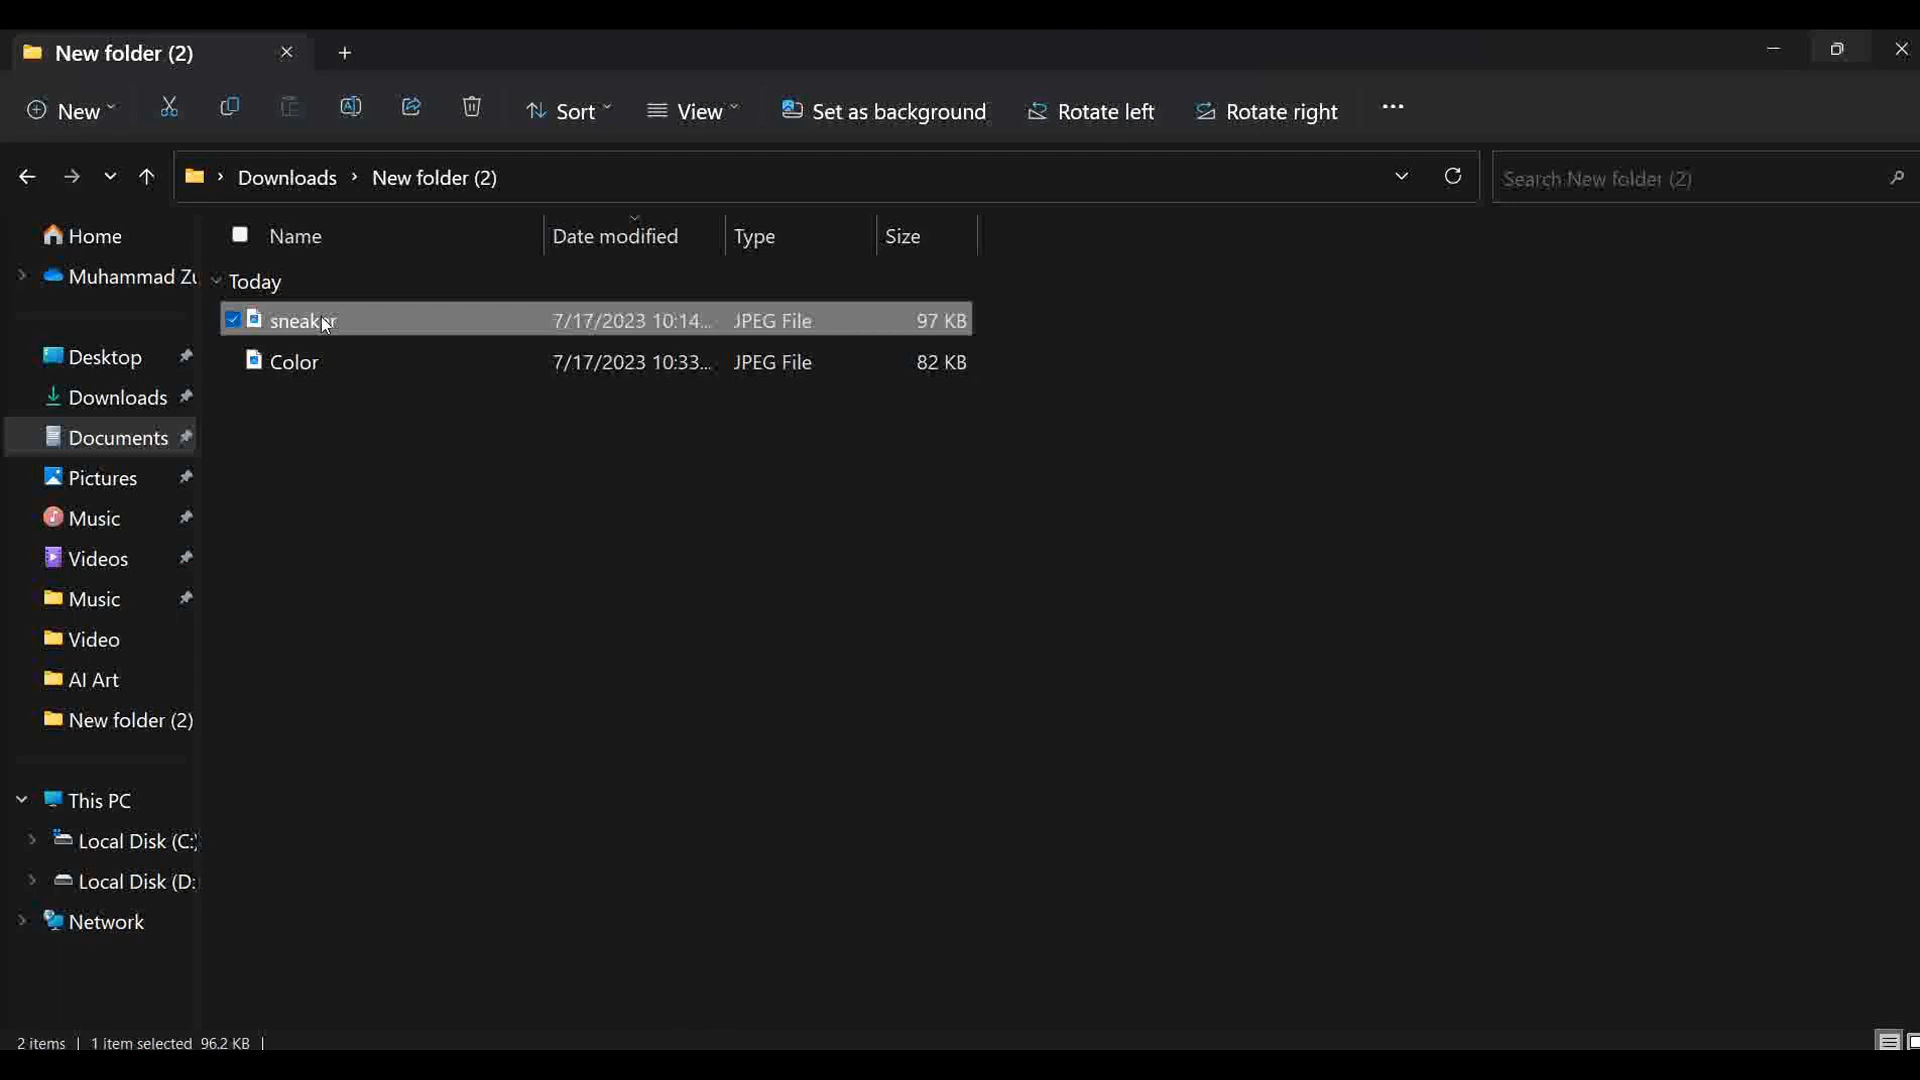 New folder (2)
New
Sort
View
Set as background
Rotate left
Rotate right
Downloads
New folder (2)
Search New folder (2)
Home
Muhammad Zu
Desktop
Downloads
Documents
Pictures
Music
Videos
Music
Video
AI Art
New folder (2)
This PC
Local Disk (C:)
Local Disk (D:
Network
Name Date modified Type Size
Today
sneaker 7/17/2023 10:14... JPEG File 97 KB
Color 7/17/2023 10:33... JPEG File 82 KB
2 items 1 item selected 96.2 KB